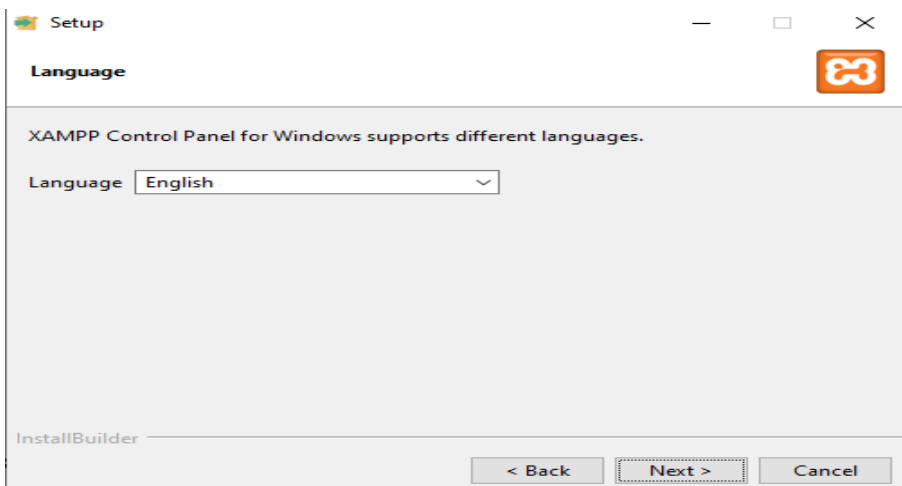 Setup
Language
XAMPP Control Panel for Windows supports different languages.
Language English
InstallBuilder
< Back Next > Cancel